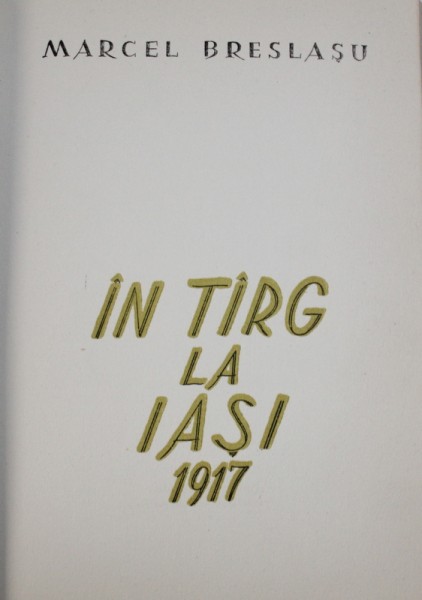 MARCEL BRESLAȘU
ÎN TÎRG
LA
IAȘI
1917